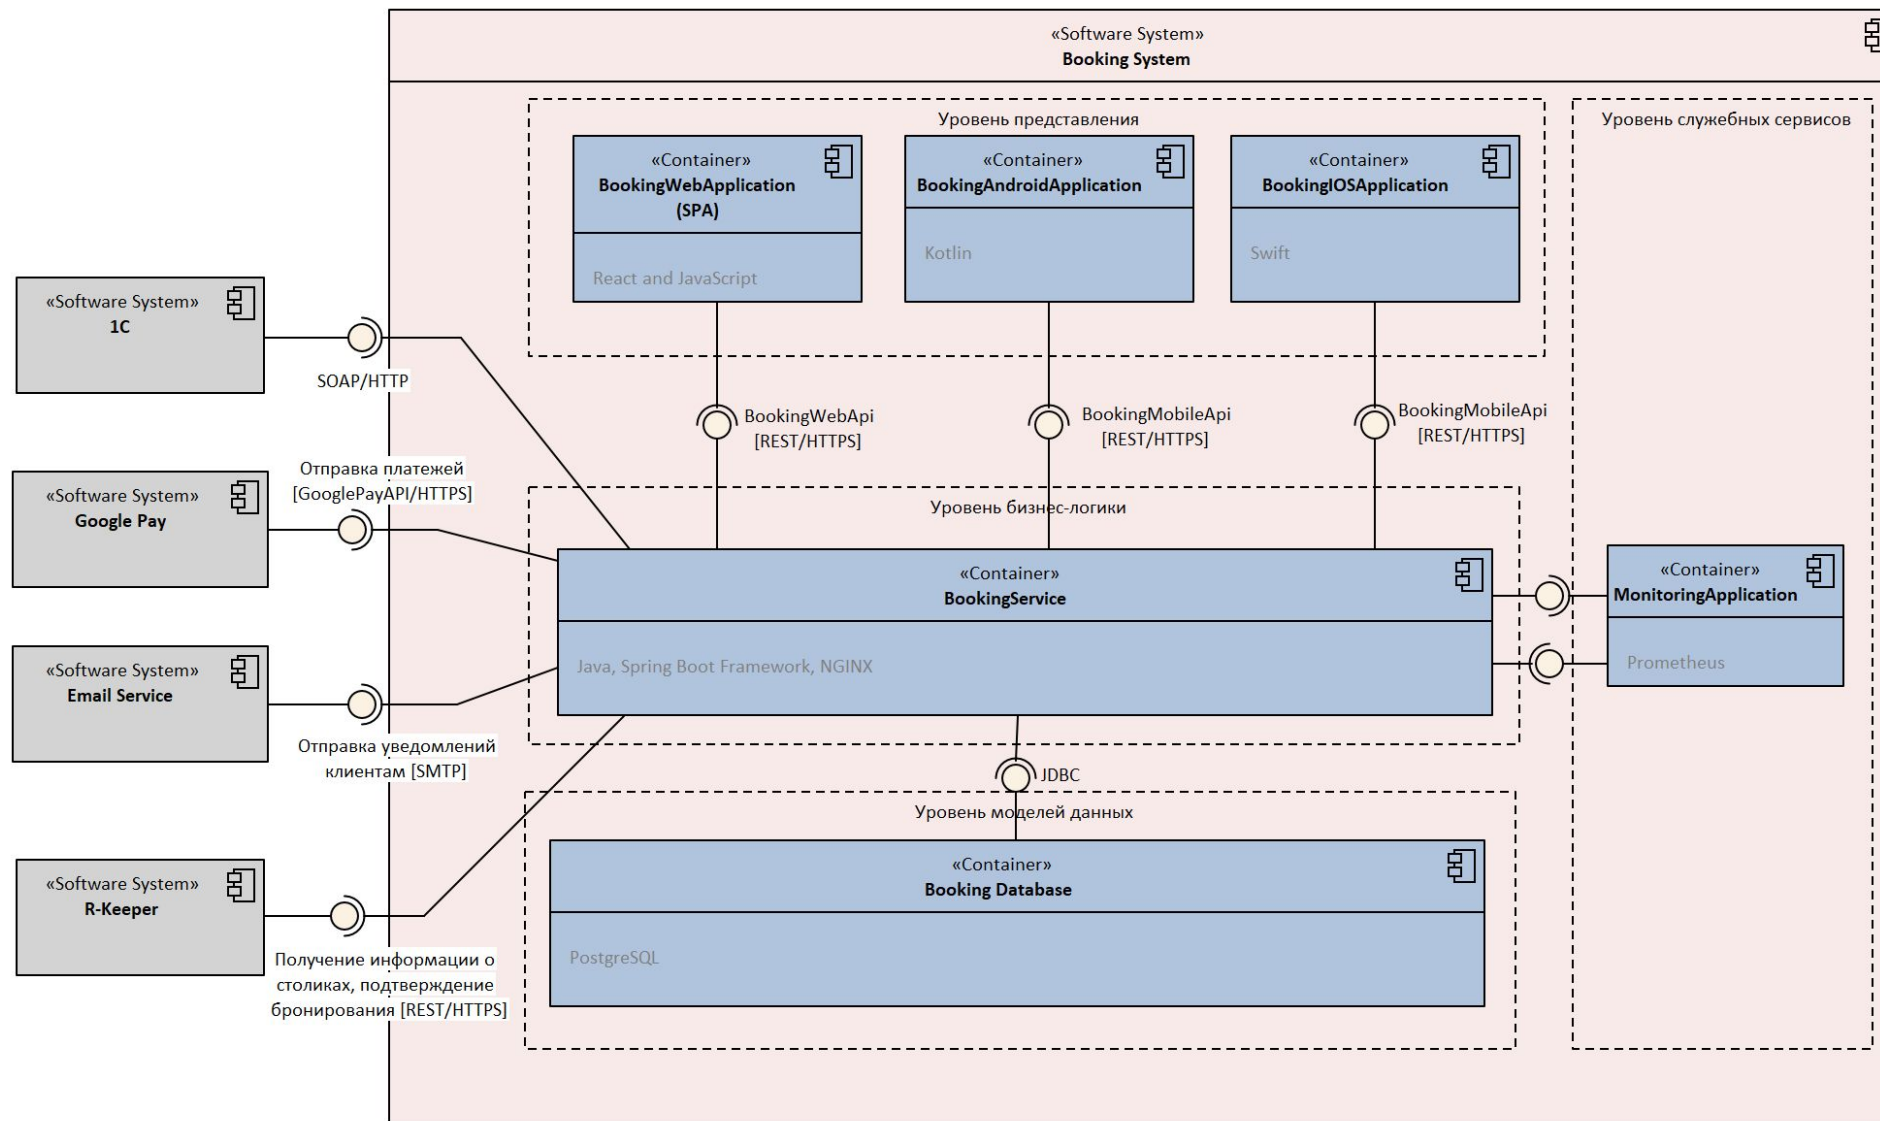 «Software System»
Booking System
Уровень представления
Уровень служебных сервисов
«Container»
BookingWebApplication
(SPA)
React and JavaScript
«Container»
BookingAndroidApplication
Kotlin
«Container»
BookingIOSApplication
Swift
«Software System»
1C
SOAP/HTTP
BookingWebApi
[REST/HTTPS]
BookingMobileApi
[REST/HTTPS]
BookingMobileApi
[REST/HTTPS]
«Software System»
Google Pay
Отправка платежей
[GooglePayAPI/HTTPS]
Уровень бизнес-логики
«Container»
BookingService
Java, Spring Boot Framework, NGINX
«Container»
MonitoringApplication
Prometheus
«Software System»
Email Service
Отправка уведомлений
клиентам [SMTP]
JDBC
Уровень моделей данных
«Container»
Booking Database
PostgreSQL
«Software System»
R-Keeper
Получение информации о
столиках, подтверждение
бронирования [REST/HTTPS]